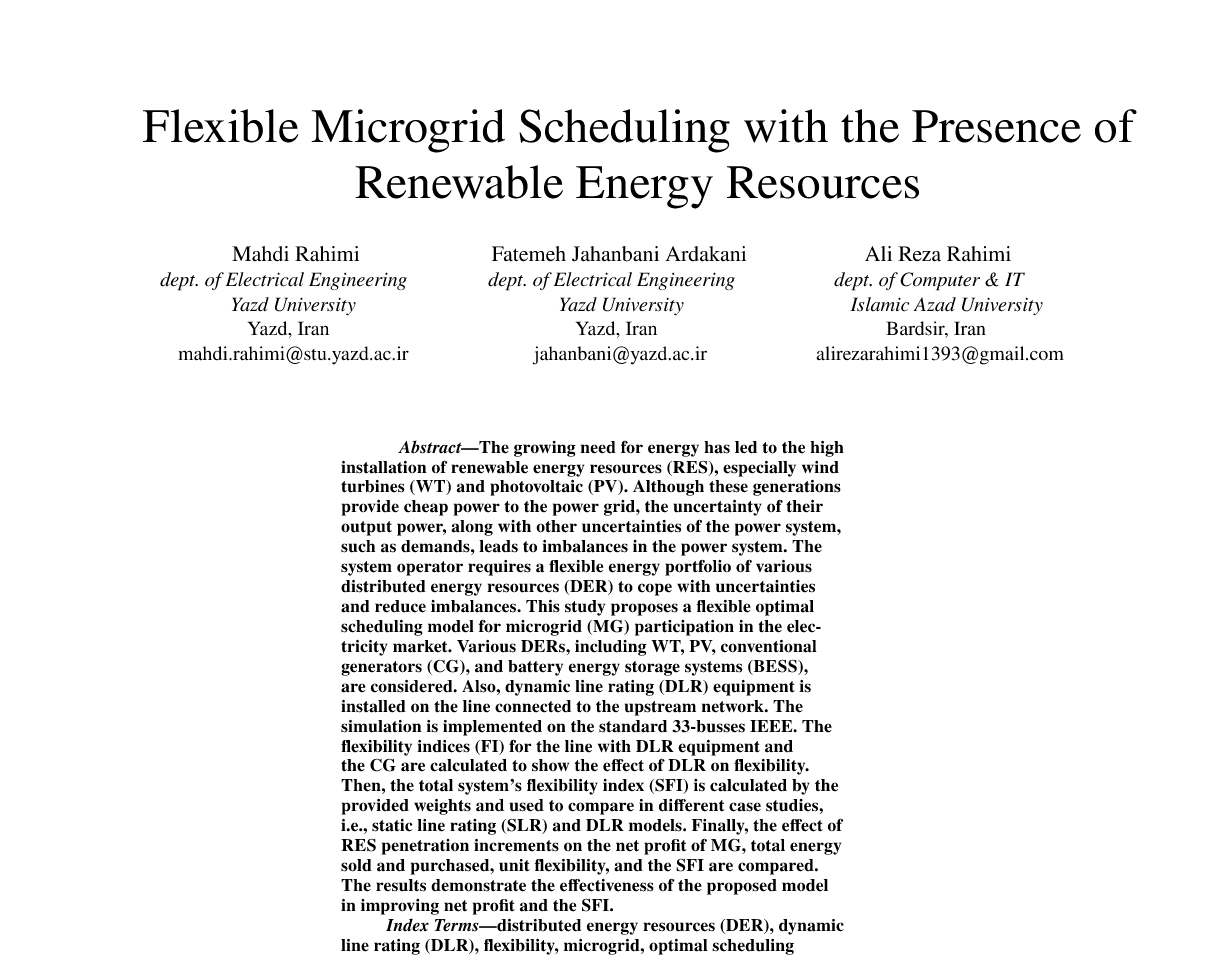 Flexible Microgrid Scheduling with the Presence of
Renewable Energy Resources
Mahdi Rahimi
dept. of Electrical Engineering
Yazd University
Yazd, Iran
mahdi.rahimi@stu.yazd.ac.ir
Fatemeh Jahanbani Ardakani
dept. of Electrical Engineering
Yazd University
Yazd, Iran
jahanbani@yazd.ac.ir
Ali Reza Rahimi
dept. of Computer & IT
Islamic Azad University
Bardsir, Iran
alirezarahimi1393@gmail.com
Abstract—The growing need for energy has led to the high
installation of renewable energy resources (RES), especially wind
turbines (WT) and photovoltaic (PV). Although these generations
provide cheap power to the power grid, the uncertainty of their
output power, along with other uncertainties of the power system,
such as demands, leads to imbalances in the power system. The
system operator requires a flexible energy portfolio of various
distributed energy resources (DER) to cope with uncertainties
and reduce imbalances. This study proposes a flexible optimal
scheduling model for microgrid (MG) participation in the elec-
tricity market. Various DERs, including WT, PV, conventional
generators (CG), and battery energy storage systems (BESS),
are considered. Also, dynamic line rating (DLR) equipment is
installed on the line connected to the upstream network. The
simulation is implemented on the standard 33-busses IEEE. The
flexibility indices (FI) for the line with DLR equipment and
the CG are calculated to show the effect of DLR on flexibility.
Then, the total system's flexibility index (SFI) is calculated by the
provided weights and used to compare in different case studies,
i.e., static line rating (SLR) and DLR models. Finally, the effect of
RES penetration increments on the net profit of MG, total energy
sold and purchased, unit flexibility, and the SFI are compared.
The results demonstrate the effectiveness of the proposed model
in improving net profit and the SFI.
Index Terms—distributed energy resources (DER), dynamic
line rating (DLR), flexibility, microgrid, optimal scheduling